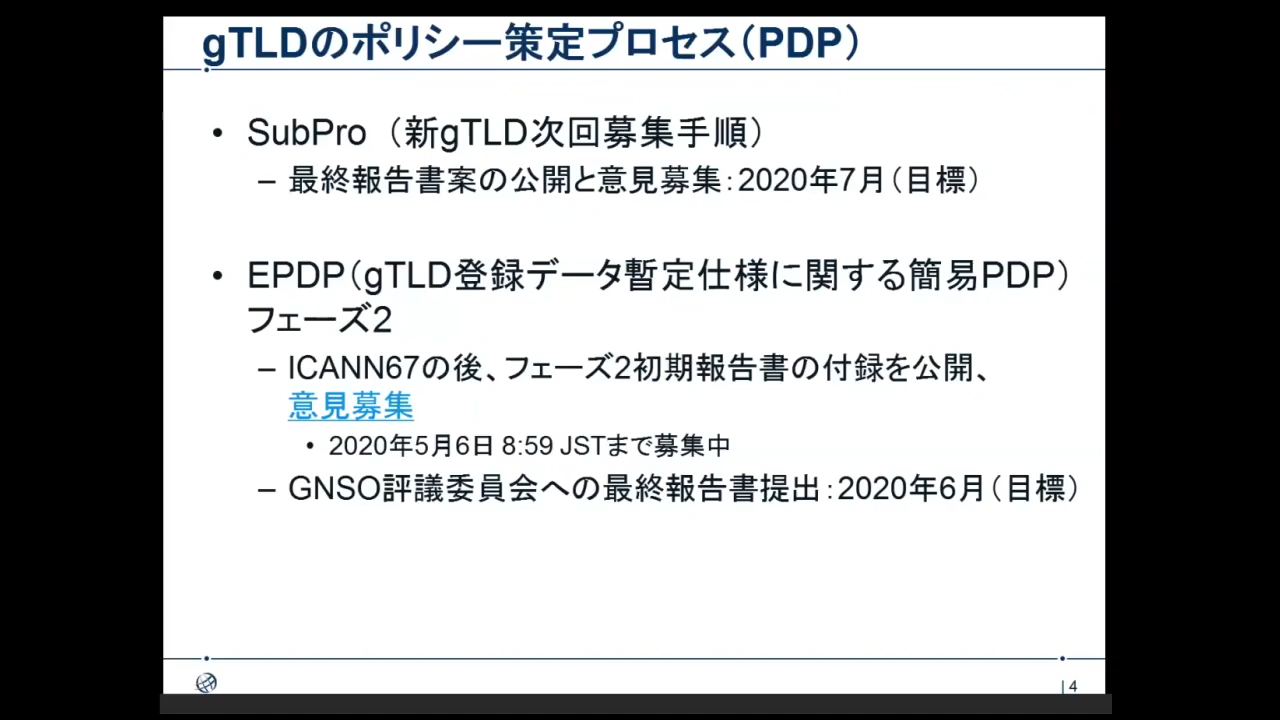 gTLDのポリシー策定プロセス（PDP）
• SubPro （新gTLD次回募集手順）
– 最終報告書案の公開と意見募集：2020年7月（目標）
• EPDP（gTLD登録データ暫定仕様に関する簡易PDP）
フェーズ2
– ICANN67の後、フェーズ2初期報告書の付録を公開、
意見募集
• 2020年5月6日 8:59 JSTまで募集中
– GNSO評議委員会への最終報告書提出：2020年6月（目標）
| 4